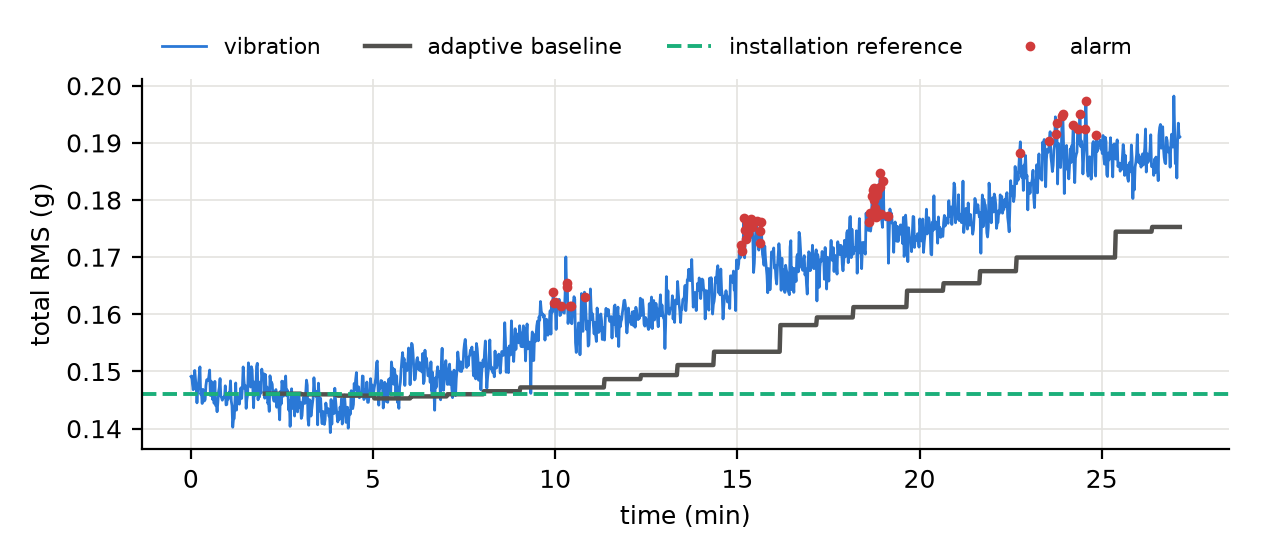 vibration adaptive baseline installation reference alarm
0.20
0.19
0.18
0.17
0.16
0.15
0.14
total RMS (g)
0 5 10 15 20 25
time (min)